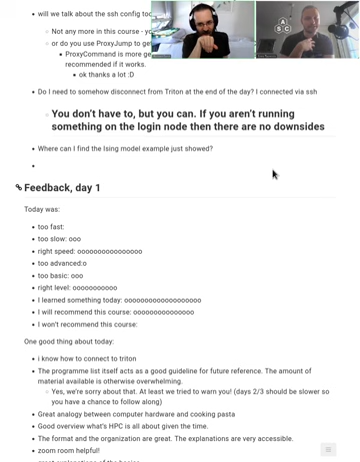 will we talk about the ssh config toc
Not any more in this course - yo
or do you use ProxyJump to ge
ProxyCommand is more ge
recommended if it works.
ok thanks a lot :D
Do I need to somehow disconnect from Triton at the end of the day? I connected via ssh
You don't have to, but you can. If you aren't running
something on the login node then there are no downsides
Where can I find the Ising model example just showed?
Feedback, day 1
Today was:
too fast:
too slow: ooo
right speed: oooooooooooooooo
too advanced:o
too basic: ooo
right level: ooooooooooo
I learned something today: ooooooooooooooooooo
I will recommend this course: ooooooooooooooo
I won't recommend this course:
One good thing about today:
i know how to connect to triton
The programme list itself acts as a good guideline for future reference. The amount of
material available is otherwise overwhelming.
Yes, we're sorry about that. At least we tried to warn you! (days 2/3 should be slower so
you have a chance to follow along)
Great analogy between computer hardware and cooking pasta
Good overview what's HPC is all about given the time.
The format and the organization are great. The explanations are very accessible.
zoom room helpful!